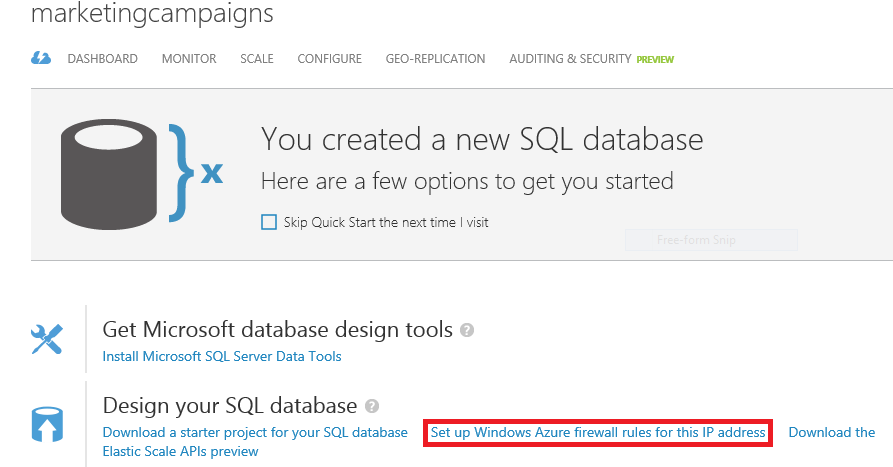 marketingcampaigns
DASHBOARD MONITOR SCALE CONFIGURE GEO-REPLICATION AUDITING & SECURITY PREVIEW
You created a new SQL database
Here are a few options to get you started
Skip Quick Start the next time I visit
Free-form Snip
Get Microsoft database design tools ?
Install Microsoft SQL Server Data Tools
Design your SQL database ?
Download a starter project for your SQL database Set up Windows Azure firewall rules for this IP address Download the
Elastic Scale APIs preview